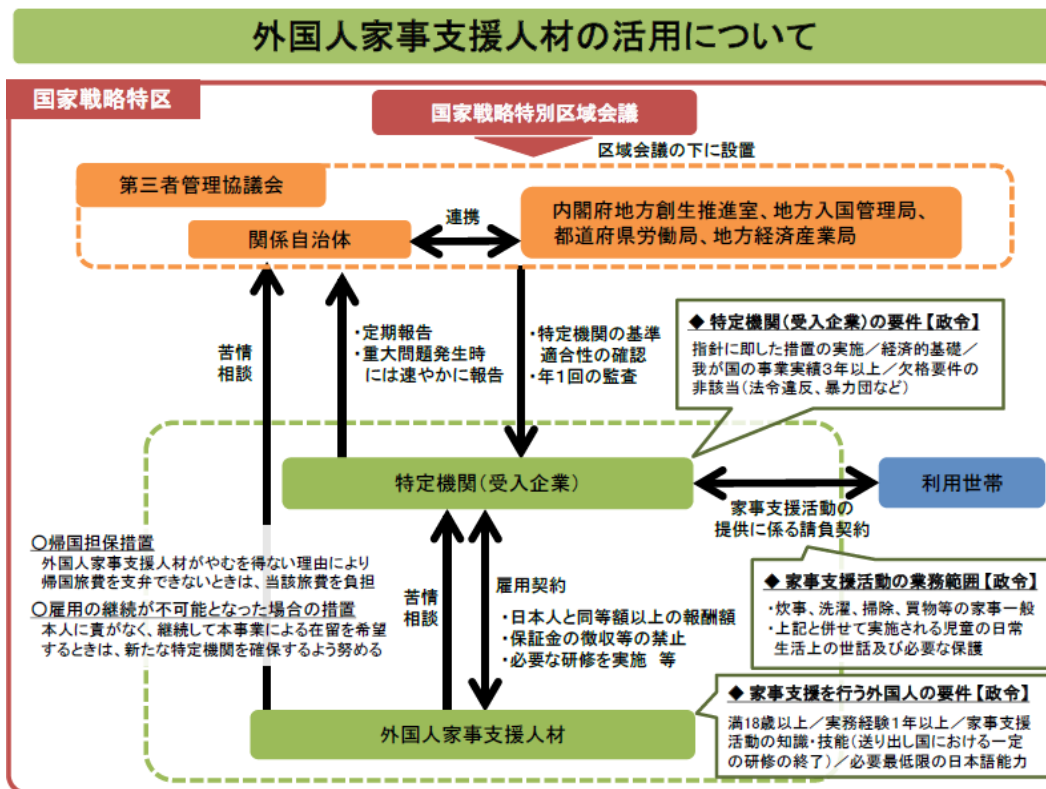 外国人家事支援人材の活用について
国家戦略特区
国家戦略特別区域会議
区域会議の下に設置
第三者管理協議会
関係自治体
連携
内閣府地方創生推進室、地方入国管理局、
都道府県労働局、地方経済産業局
苦情
相談
・定期報告
・重大問題発生時
には速やかに報告
・特定機関の基準
適合性の確認
・年1回の監査
◆ 特定機関(受入企業)の要件【政令】
指針に即した措置の実施/経済的基礎/
我が国の事業実績3年以上/欠格要件の
非該当(法令違反、暴力団など)
特定機関(受入企業)
利用世帯
家事支援活動の
提供に係る請負契約
○帰国担保措置
外国人家事支援人材がやむを得ない理由により
帰国旅費を支弁できないときは、当該旅費を負担
○雇用の継続が不可能となった場合の措置
本人に責がなく、継続して本事業による在留を希望
するときは、新たな特定機関を確保するよう努める
苦情
相談
雇用契約
・日本人と同等額以上の報酬額
・保証金の徴収等の禁止
・必要な研修を実施 等
◆ 家事支援活動の業務範囲【政令】
・炊事、洗濯、掃除、買物等の家事一般
・上記と併せて実施される児童の日常
生活上の世話及び必要な保護
◆ 家事支援を行う外国人の要件【政令】
満18歳以上/実務経験1年以上/家事支援
活動の知識・技能(送り出し国における一定
の研修の終了)/必要最低限の日本語能力
外国人家事支援人材